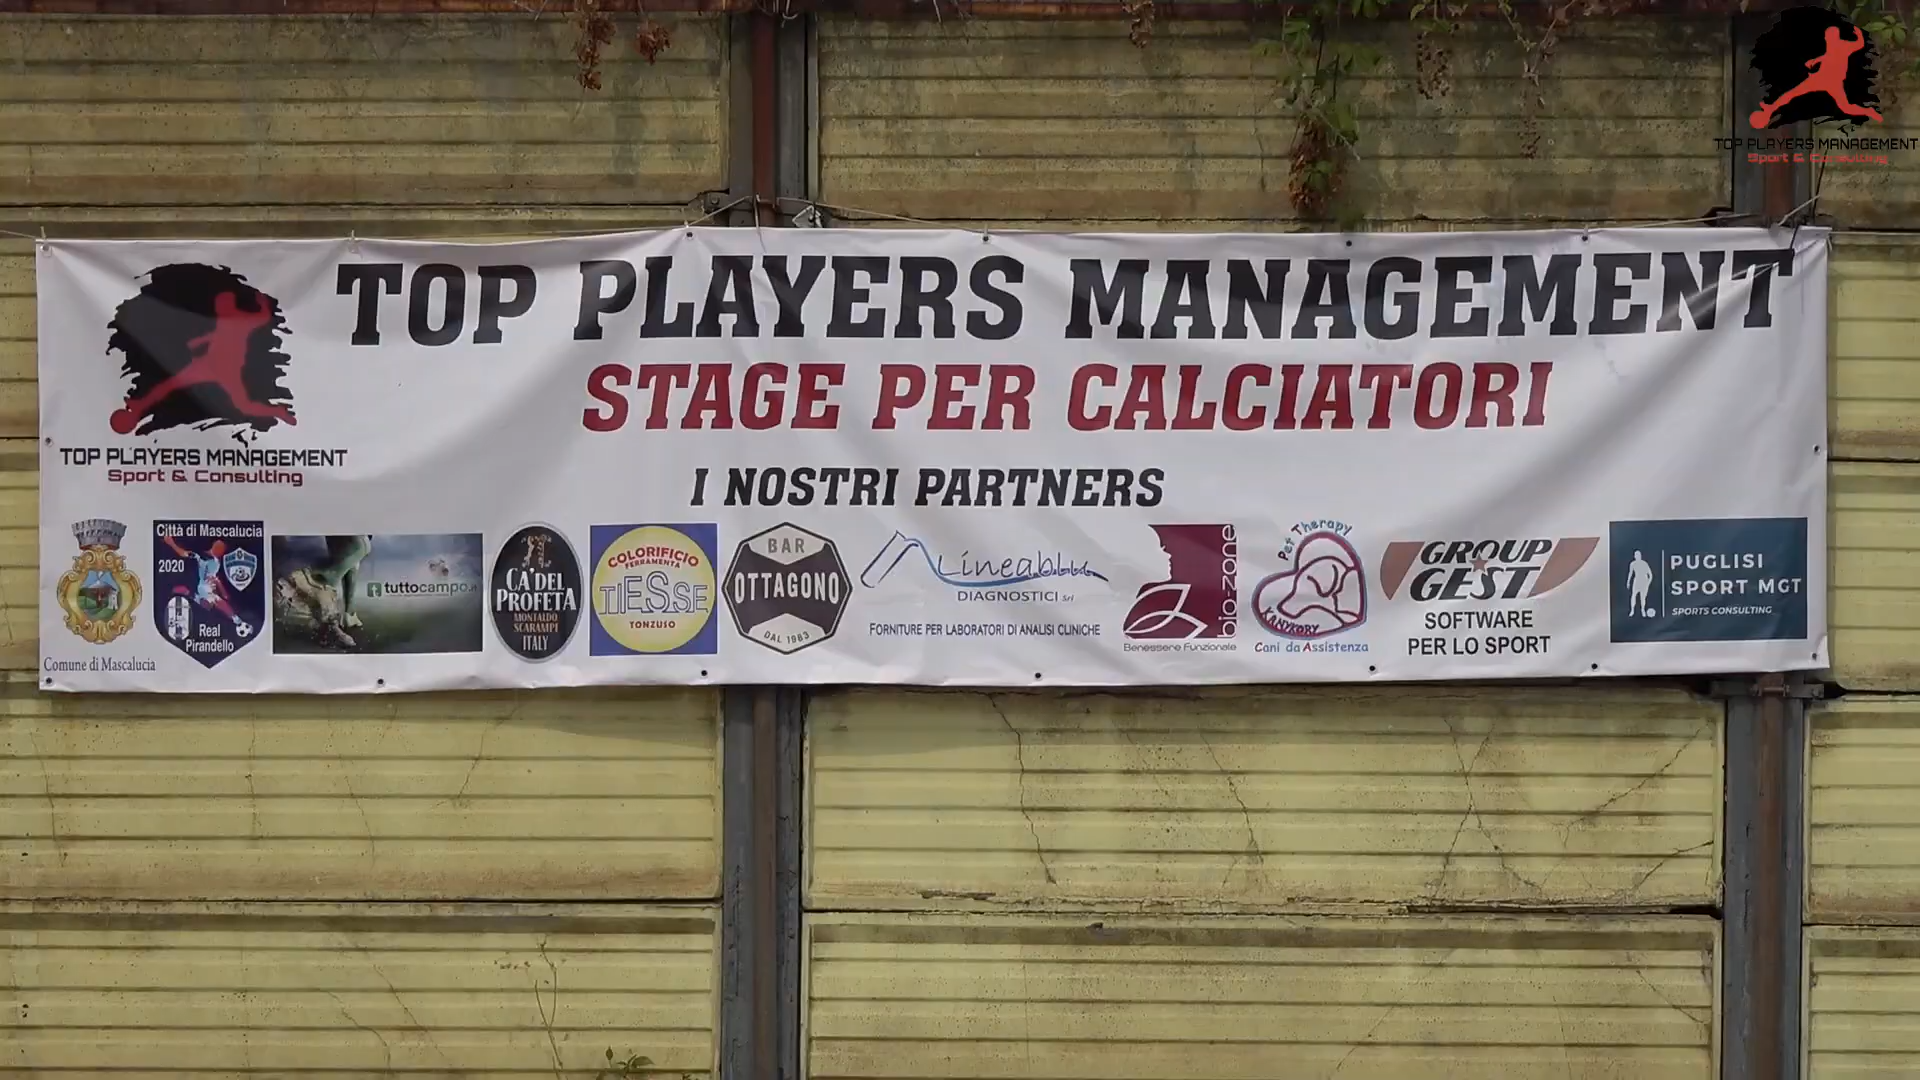 TOP PLAYERS MANAGEMENT
Sport & Consulting
TOP PLAYERS MANAGEMENT
STAGE PER CALCIATORI
TOP PLAYERS MANAGEMENT
Sport & Consulting
I NOSTRI PARTNERS
Comune di Mascalucia
Città di Mascalucia
2020
Real
Pirandello
tuttocampo.it
CA' DEL
PROFETA
MONTALDO
SCARAMPI
ITALY
COLORIFICIO
FERRAMENTA
TIESSE
TONZUSO
BAR
OTTAGONO
DAL 1983
Lineablu
DIAGNOSTICI Srl
FORNITURE PER LABORATORI DI ANALISI CLINICHE
bio-zone
Benessere Funzionale
Pet Therapy
KANYKORY
Cani da Assistenza
GROUP
GEST
SOFTWARE
PER LO SPORT
PUGLISI
SPORT MGT
SPORTS CONSULTING